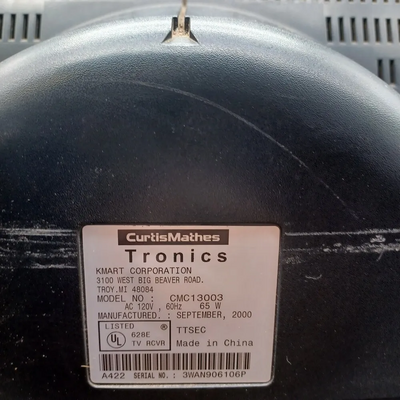 CurtisMathes
Tronics
KMART CORPORATION
3100 WEST BIG BEAVER ROAD.
TROY.MI 48084
MODEL NO : CMC13003
AC 120V , 60Hz 65 W
MANUFACTURED: : SEPTEMBER, 2000
LISTED ®
UL 628E
TV RCVR
TTSEC
Made in China
A422 SERIAL NO.: 3WAN906106P